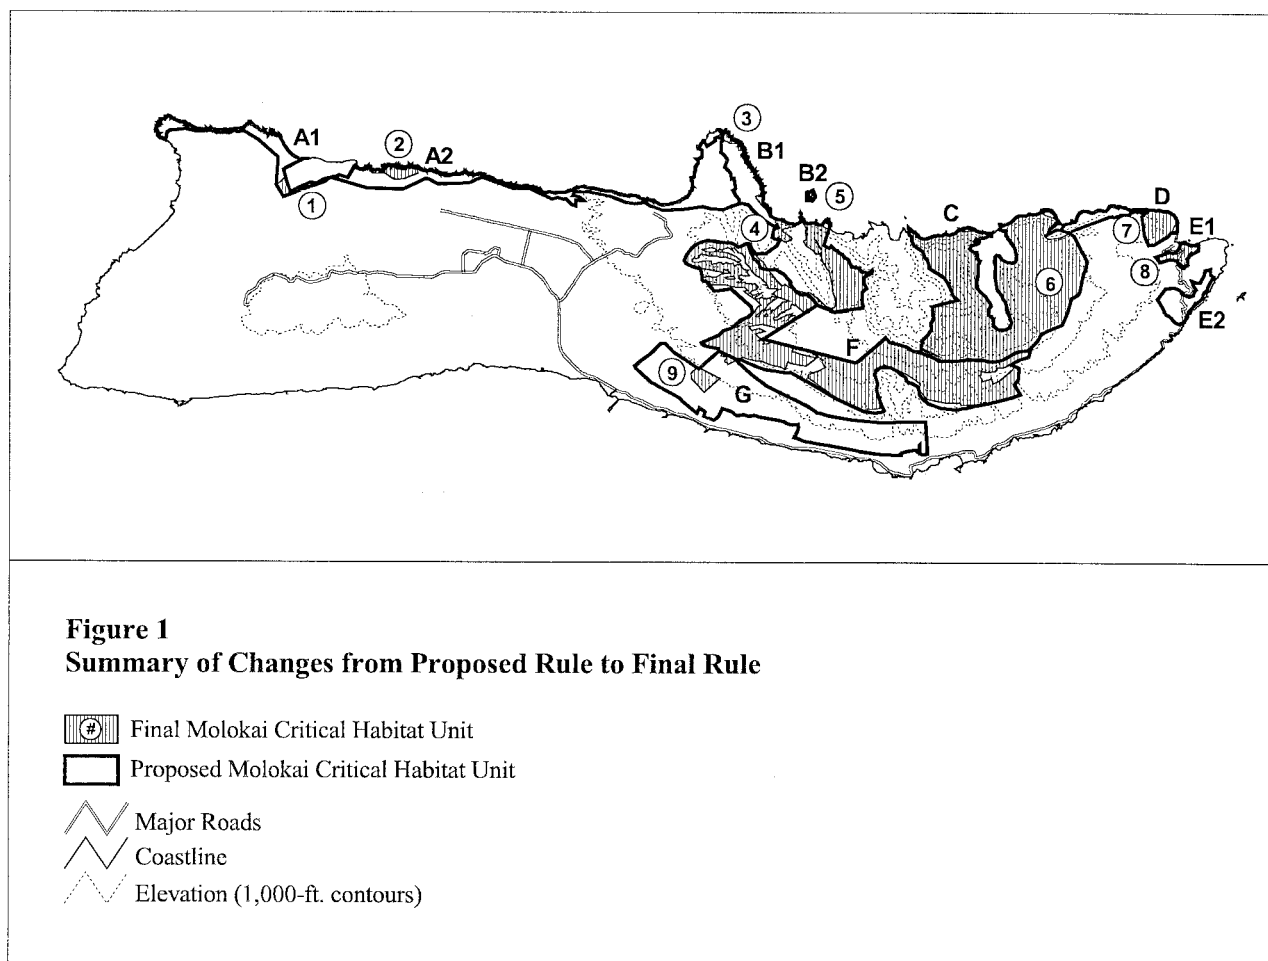 3
A1
2
A2
B1
B2
5
1
C
D
7
E1
4
8
6
E2
F
9
G
Figure 1
Summary of Changes from Proposed Rule to Final Rule
# Final Molokai Critical Habitat Unit
Proposed Molokai Critical Habitat Unit
Major Roads
Coastline
Elevation (1,000-ft. contours)